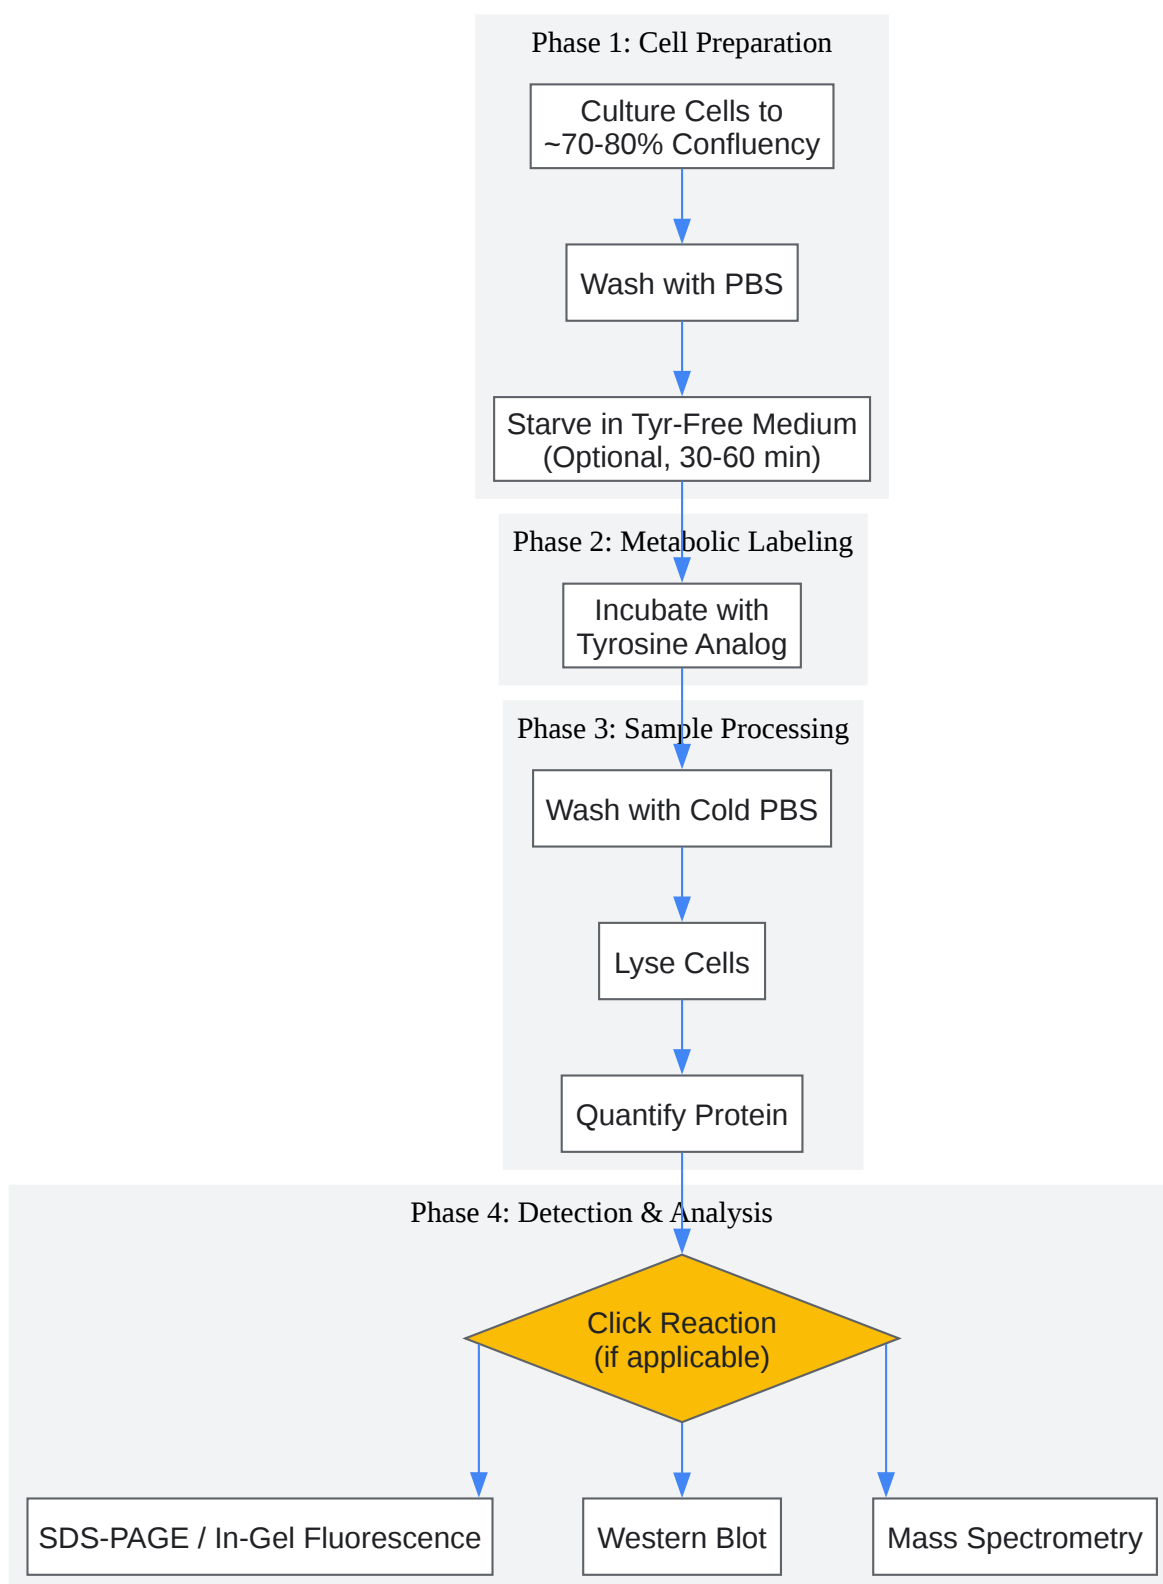 Phase 1: Cell Preparation
Culture Cells to
~70-80% Confluency
Wash with PBS
Starve in Tyr-Free Medium
(Optional, 30-60 min)
Phase 2: Metabolic Labeling
Incubate with
Tyrosine Analog
Phase 3: Sample Processing
Wash with Cold PBS
Lyse Cells
Quantify Protein
Phase 4: Detection & Analysis
Click Reaction
(if applicable)
SDS-PAGE / In-Gel Fluorescence
Western Blot
Mass Spectrometry